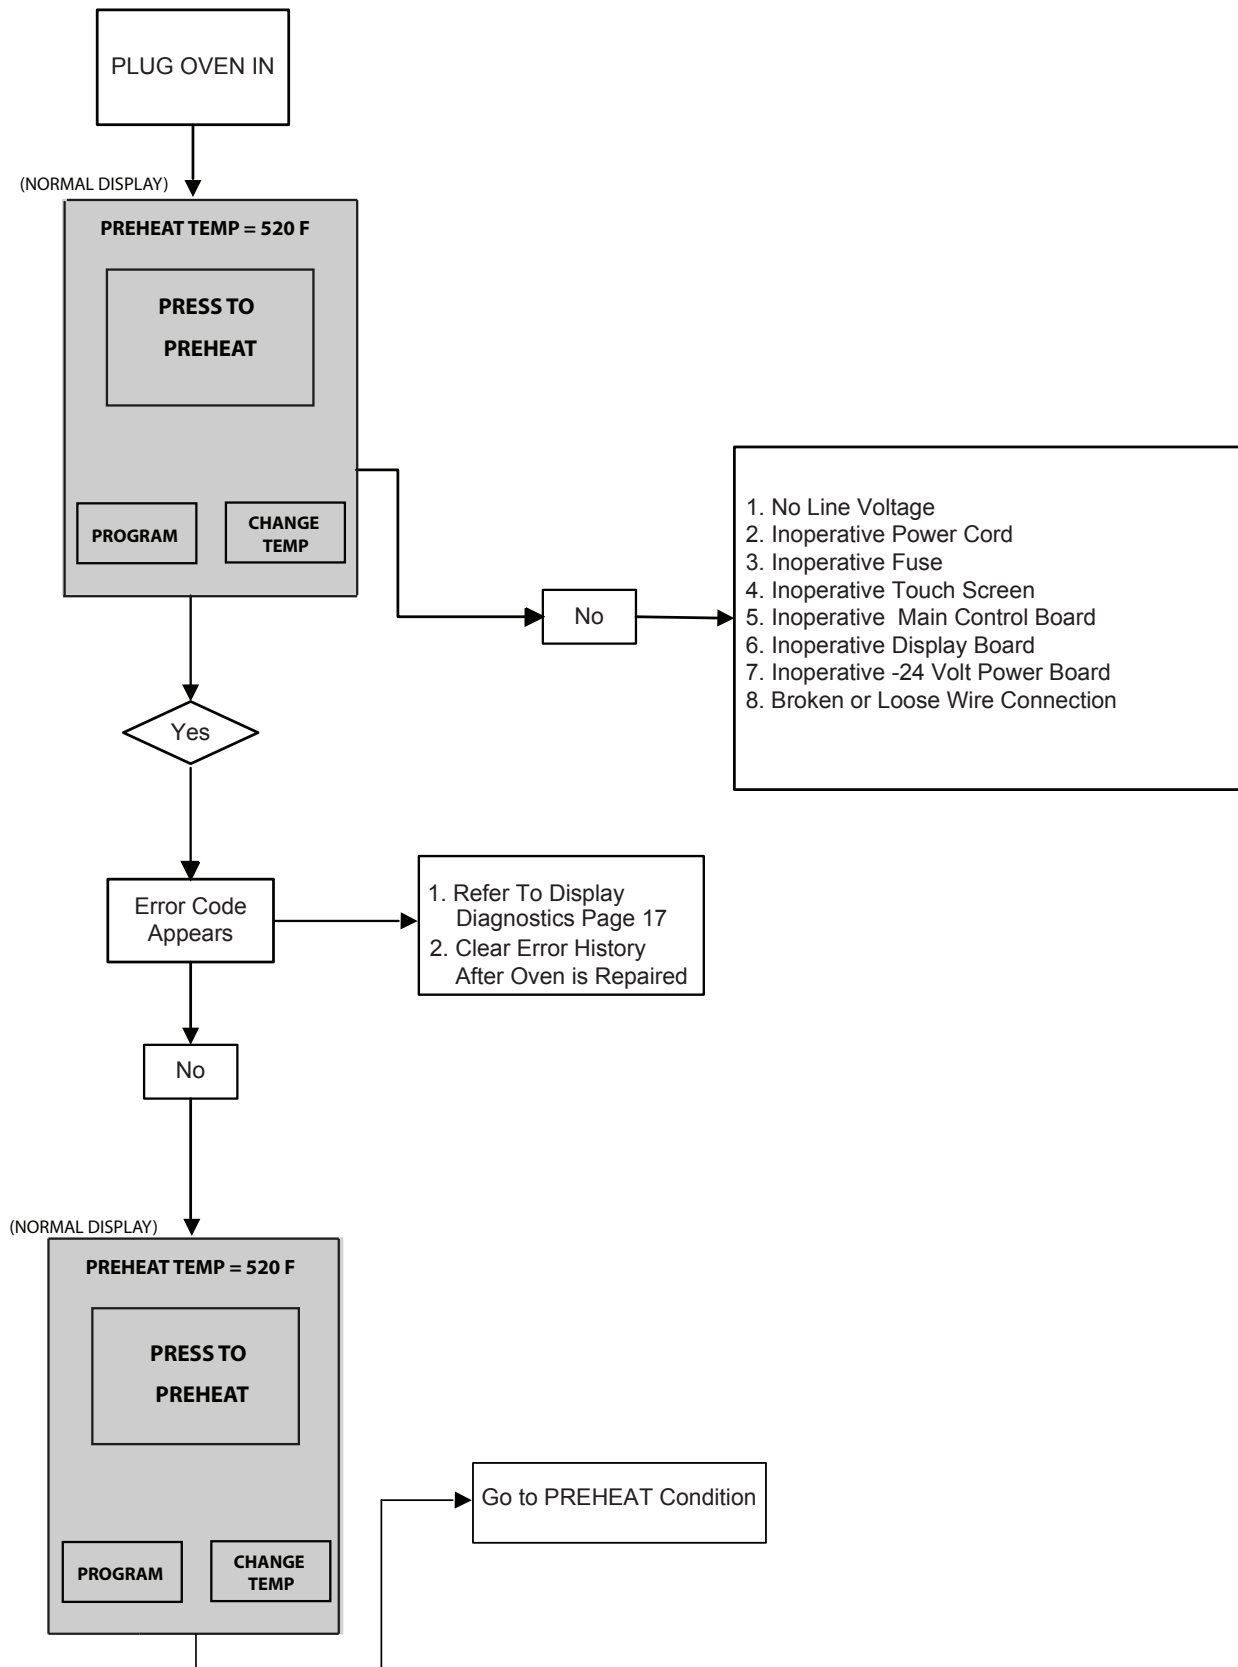 PLUG OVEN IN
(NORMAL DISPLAY)
PREHEAT TEMP = 520 F
PRESS TO
PREHEAT
PROGRAM
CHANGE
TEMP
No
1. No Line Voltage
2. Inoperative Power Cord
3. Inoperative Fuse
4. Inoperative Touch Screen
5. Inoperative  Main Control Board
6. Inoperative Display Board
7. Inoperative -24 Volt Power Board
8. Broken or Loose Wire Connection
Yes
Error Code
Appears
1. Refer To Display
Diagnostics Page 17
2. Clear Error History
After Oven is Repaired
No
(NORMAL DISPLAY)
PREHEAT TEMP = 520 F
PRESS TO
PREHEAT
PROGRAM
CHANGE
TEMP
Go to PREHEAT Condition